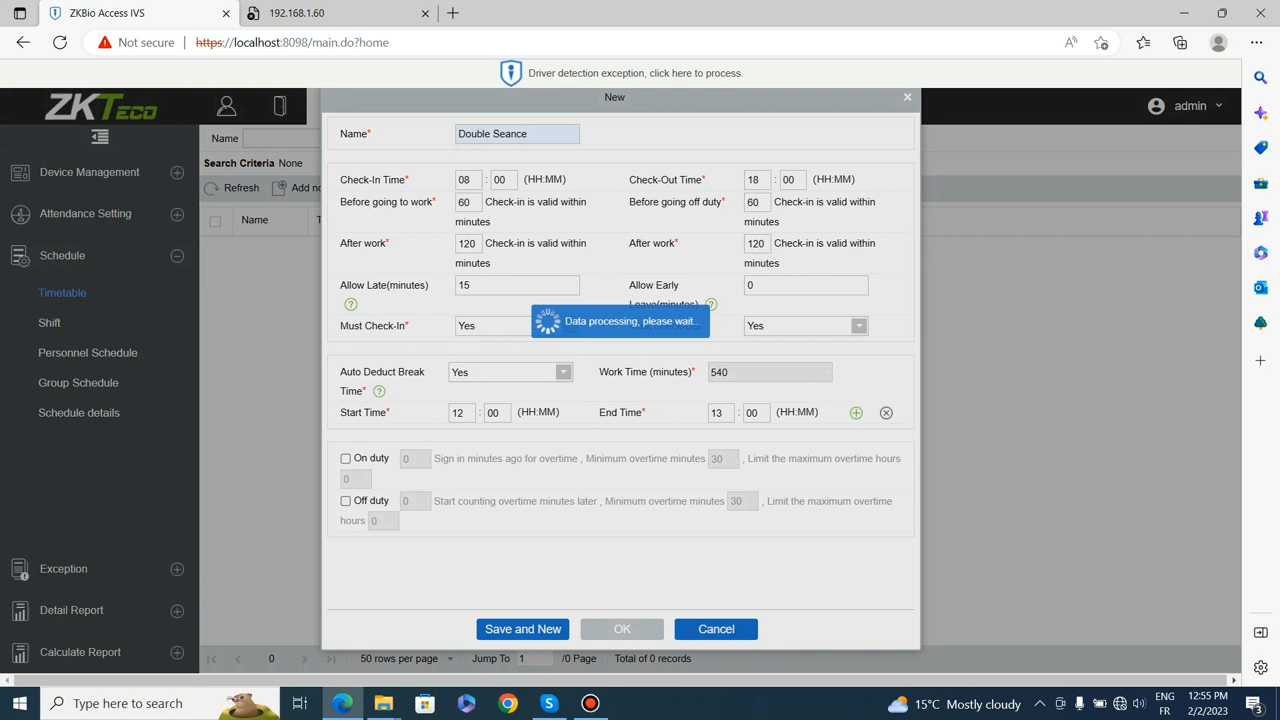 ZKBio Access IVS
192.168.1.60
Not secure
https://localhost:8098/main.do?home
Driver detection exception, click here to process.
ZKTeco
New
admin
Name
Search Criteria None
Refresh
Add no
Name
T
Device Management
Attendance Setting
Schedule
Timetable
Shift
Personnel Schedule
Group Schedule
Schedule details
Exception
Detail Report
Calculate Report
Name* Double Seance
Check-In Time* 08 : 00 (HH:MM) Check-Out Time* 18 : 00 (HH:MM)
Before going to work* 60 Check-in is valid within Before going off duty* 60 Check-in is valid within
minutes minutes
After work* 120 Check-in is valid within After work* 120 Check-in is valid within
minutes minutes
Allow Late(minutes) 15 Allow Early 0
Leave(minutes)
Must Check-In* Yes Yes
Data processing, please wait...
Auto Deduct Break Yes Work Time (minutes)* 540
Time*
Start Time* 12 : 00 (HH:MM) End Time* 13 : 00 (HH:MM)
On duty 0 Sign in minutes ago for overtime , Minimum overtime minutes 30 , Limit the maximum overtime hours
0
Off duty 0 Start counting overtime minutes later , Minimum overtime minutes 30 , Limit the maximum overtime
hours 0
Save and New OK Cancel
0 50 rows per page Jump To 1 /0 Page Total of 0 records
Type here to search
15°C Mostly cloudy
ENG
FR
12:55 PM
2/2/2023
3